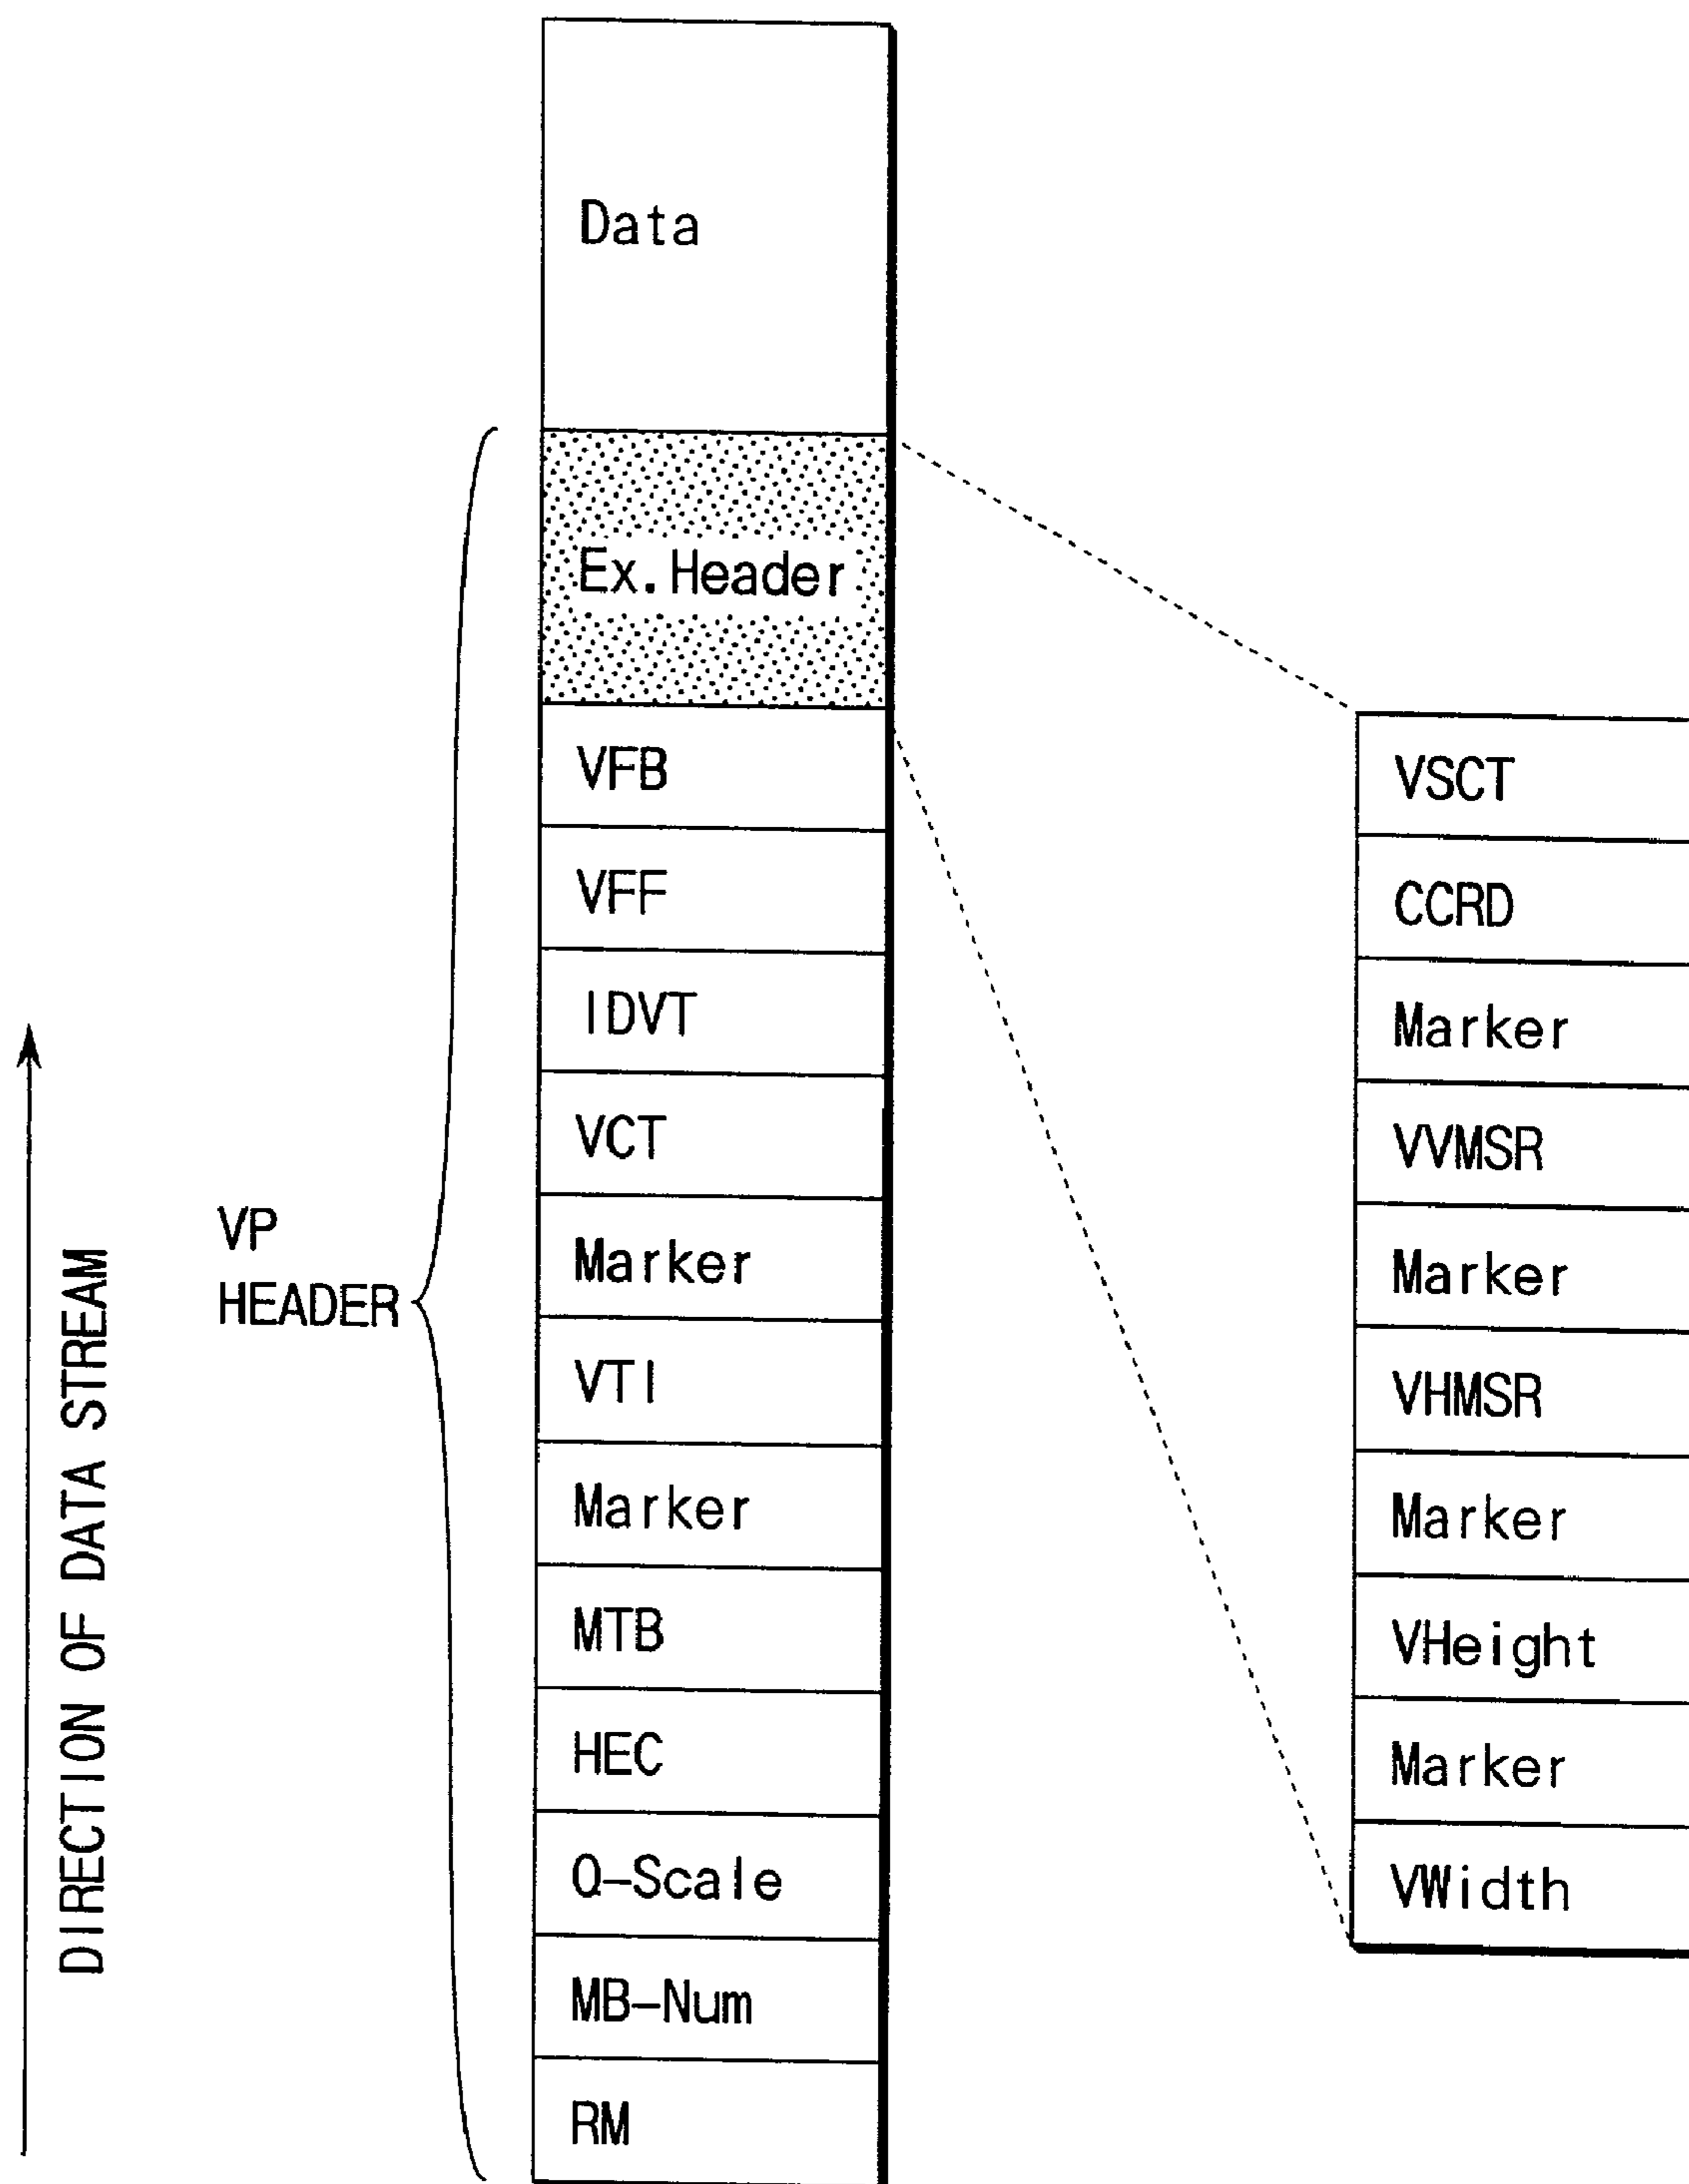 Data
Ex.Header
VFB
VFF
IDVT
VCT
Marker
VTI
Marker
MTB
HEC
Q-Scale
MB-Num
RM
VP
HEADER
DIRECTION OF DATA STREAM
VSCT
CCRD
Marker
VVMSR
Marker
VHMSR
Marker
VHeight
Marker
VWidth